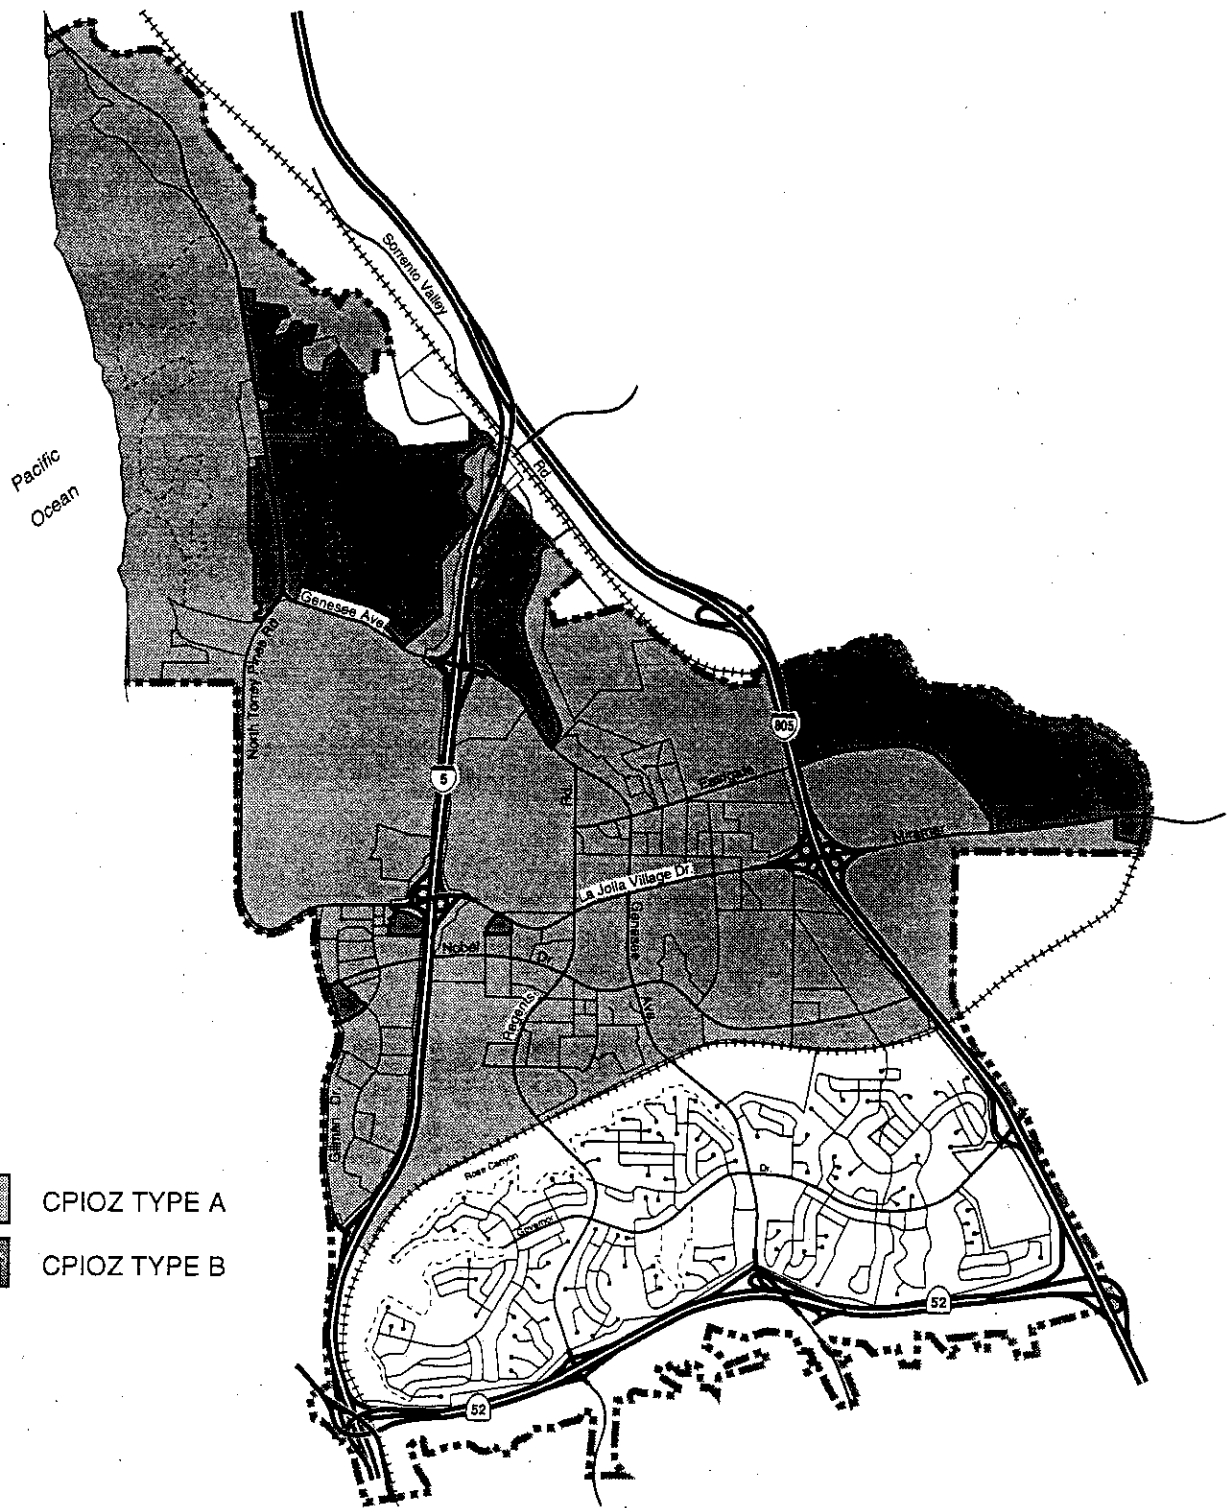 Sorrento Valley
Rd
Pacific
Ocean
Genesee Ave
North Torrey Pines Rd
805
5
Eastgate
Rd
Miramar
La Jolla Village Dr.
Genesee
Nobel
Dr.
Regents
Ave
Gilman Dr.
Rose Canyon
Dr.
Governor
CPIOZ TYPE A
CPIOZ TYPE B
52
52